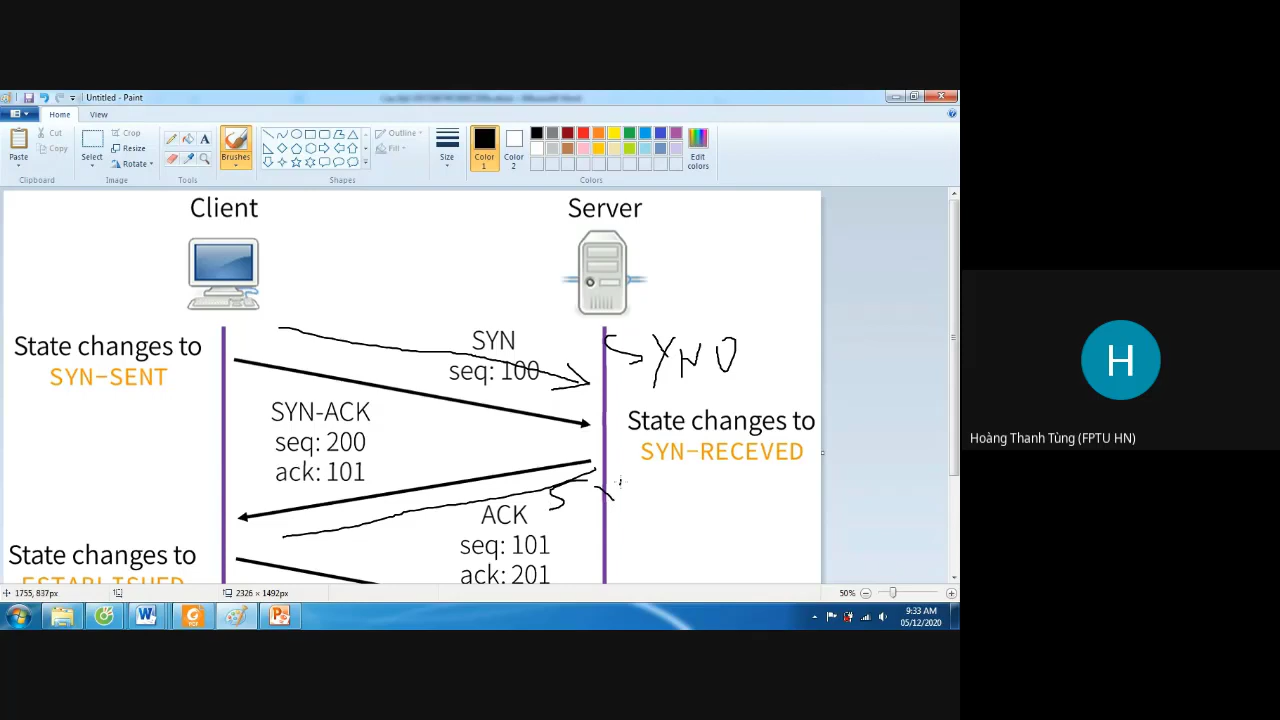 Untitled - Paint
Home
View
Paste
Cut
Copy
Clipboard
Select
Crop
Resize
Rotate
Image
Tools
Brushes
Outline
Fill
Shapes
Size
Color
1
Color
2
Edit
colors
Colors
Client
Server
State changes to
SYN-SENT
SYN
seq: 100
SYN 0
SYN-ACK
seq: 200
ack: 101
State changes to
SYN-RECEVED
ACK
seq: 101
ack: 201
State changes to
ESTABLISHED
H
Hoàng Thanh Tùng (FPTU HN)
1755, 837px
2326 × 1492px
50%
9:33 AM
05/12/2020